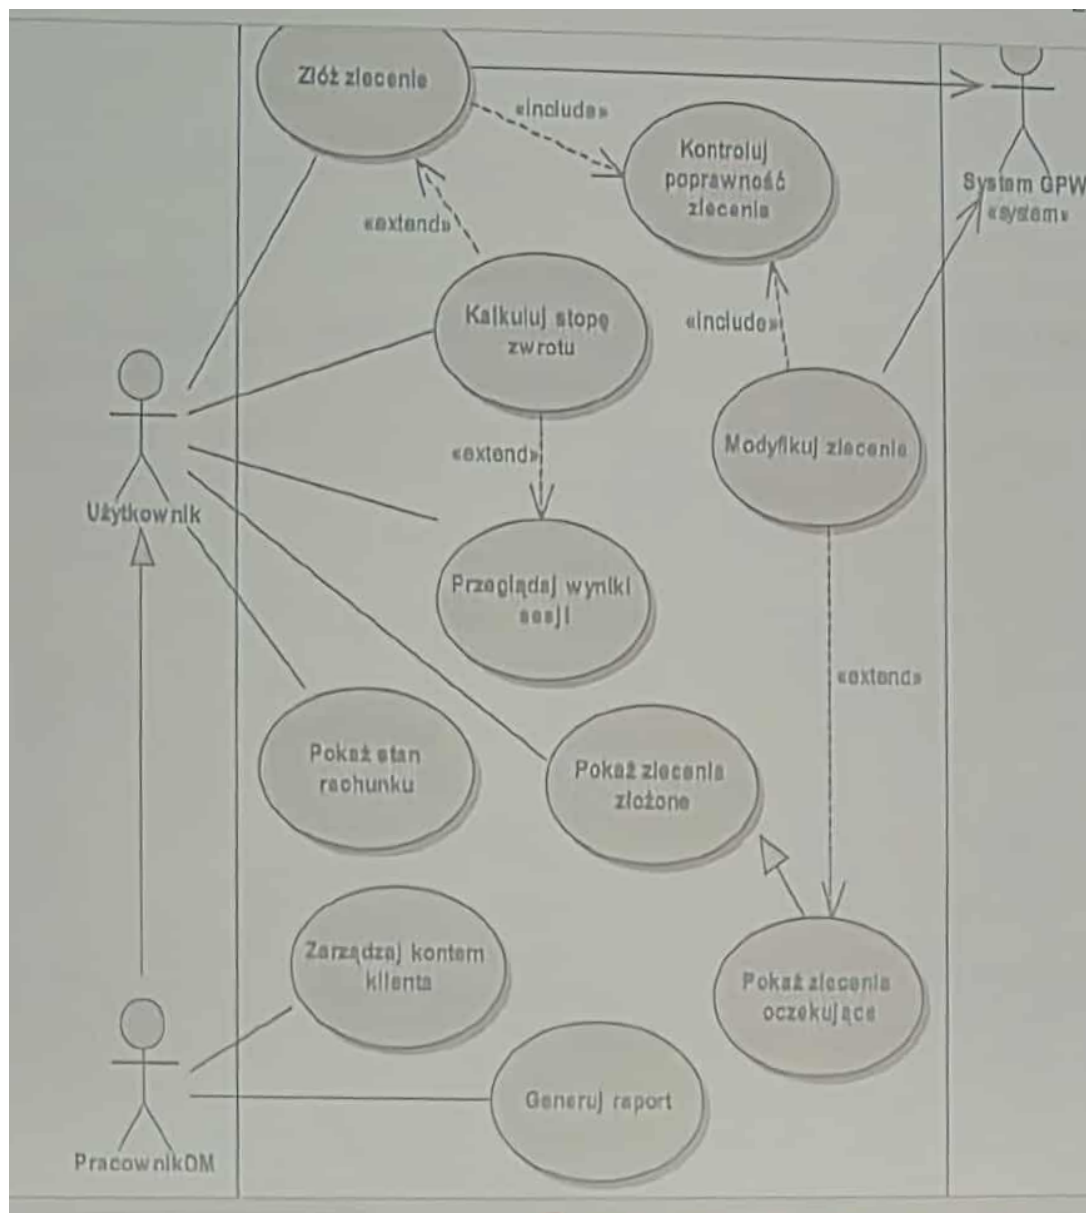 Złóż zlecenie
«include»
Kontroluj
poprawność
zlecenia
System GPW
«system»
«extend»
Kalkuluj stopę
zwrotu
«include»
Modyfikuj zlecenie
«extend»
Użytkownik
Przeglądaj wyniki
sesji
«extend»
Pokaż stan
rachunku
Pokaż zlecenia
złożone
Zarządzaj kontem
klienta
Pokaż zlecenia
oczekujące
Generuj raport
PracownikOM